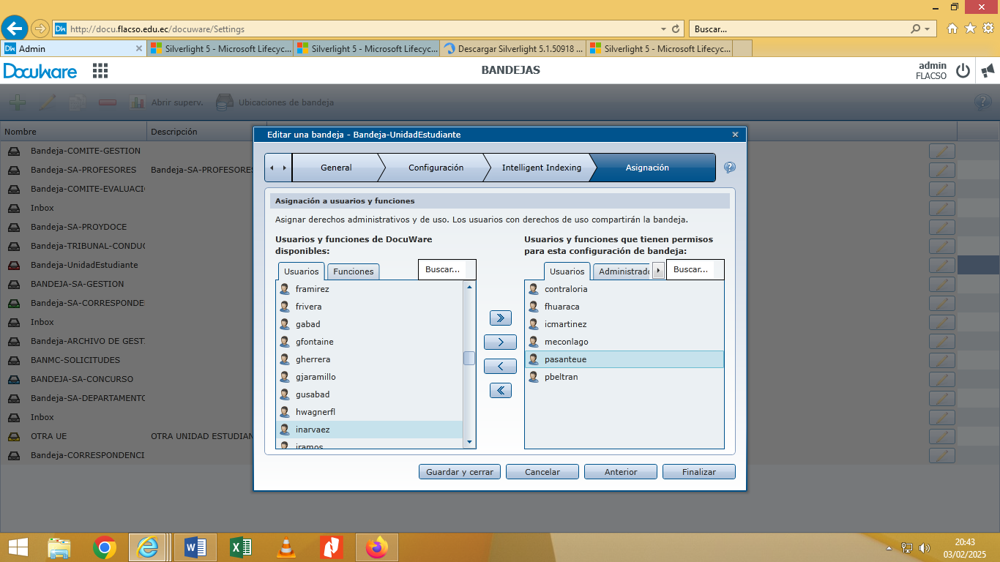 http://docu.flacso.edu.ec/docuware/Settings
Buscar...
Admin
Silverlight 5 - Microsoft Lifecyc...
Silverlight 5 - Microsoft Lifecyc...
Descargar Silverlight 5.1.50918 ...
Silverlight 5 - Microsoft Lifecyc...
DocuWare
BANDEJAS
admin
FLACSO
Abrir superv.
Ubicaciones de bandeja
Nombre
Descripción
Bandeja-COMITE-GESTION
Bandeja-SA-PROFESORES
Bandeja-SA-PROFESORES
Bandeja-COMITE-EVALUACI
Inbox
Bandeja-SA-PROYDOCE
Bandeja-TRIBUNAL-CONDUC
Bandeja-UnidadEstudiante
BANDEJA-SA-GESTION
Bandeja-SA-CORRESPONDE
Inbox
Bandeja-ARCHIVO DE GEST
BANMC-SOLICITUDES
BANDEJA-SA-CONCURSO
Bandeja-SA-DEPARTAMENTO
Inbox
OTRA UE
OTRA UNIDAD ESTUDIAN
Bandeja-CORRESPONDENCI
Editar una bandeja - Bandeja-UnidadEstudiante
General
Configuración
Intelligent Indexing
Asignación
Asignación a usuarios y funciones
Asignar derechos administrativos y de uso. Los usuarios con derechos de uso compartirán la bandeja.
Usuarios y funciones de DocuWare
disponibles:
Usuarios
Funciones
Buscar...
framirez
frivera
gabad
gfontaine
gherrera
gjaramillo
gusabad
hwagnerfl
inarvaez
iramos
Usuarios y funciones que tienen permisos
para esta configuración de bandeja:
Usuarios
Administrado
Buscar...
contraloria
fhuaraca
icmartinez
meconlago
pasanteue
pbeltran
Guardar y cerrar
Cancelar
Anterior
Finalizar
20:43
03/02/2025